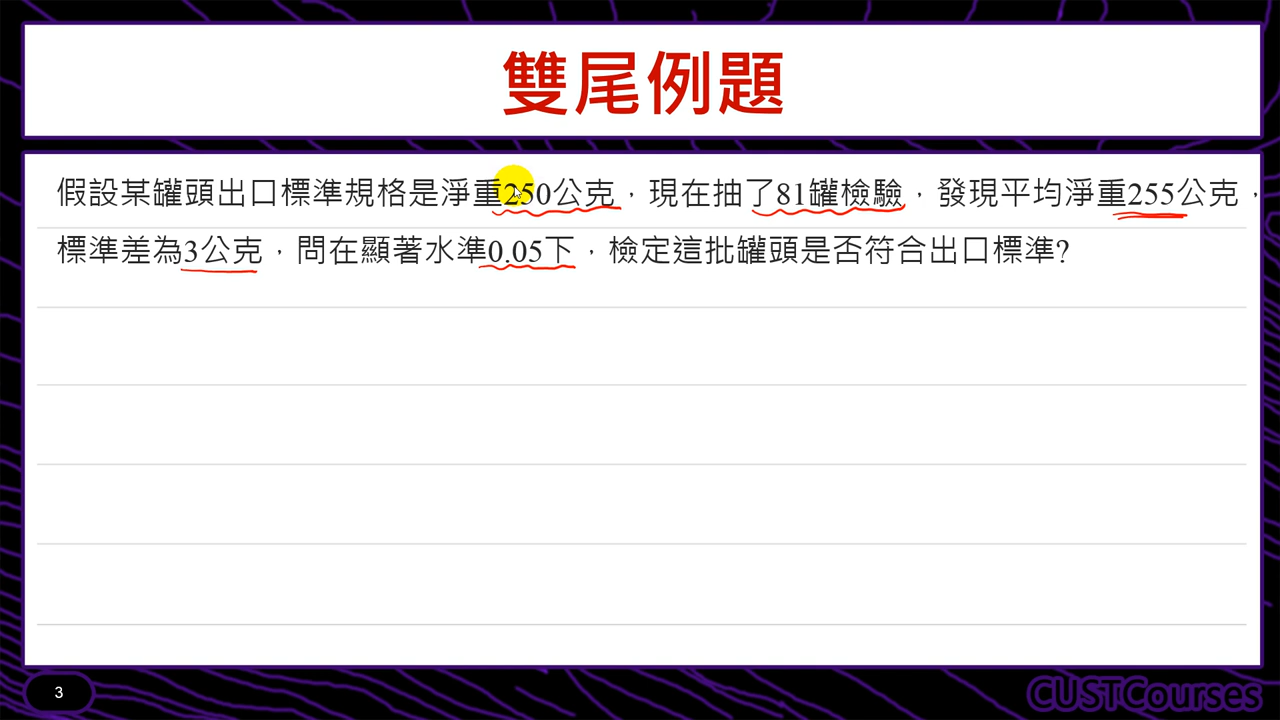 雙尾例題
假設某罐頭出口標準規格是淨重250公克，現在抽了81罐檢驗，發現平均淨重255公克，
標準差為3公克，問在顯著水準0.05下，檢定這批罐頭是否符合出口標準?
3
CUSTCourses